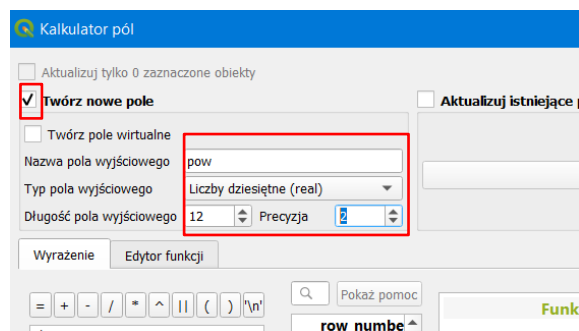 Kalkulator pól
Aktualizuj tylko 0 zaznaczone obiekty
Twórz nowe pole
Aktualizuj istniejące
Twórz pole wirtualne
Nazwa pola wyjściowego pow
Typ pola wyjściowego Liczby dziesiętne (real)
Długość pola wyjściowego 12 Precyzja 2
Wyrażenie Edytor funkcji
= + - / * ^ || ( ) '\n' Pokaż pomoc
row_numbe
Funk